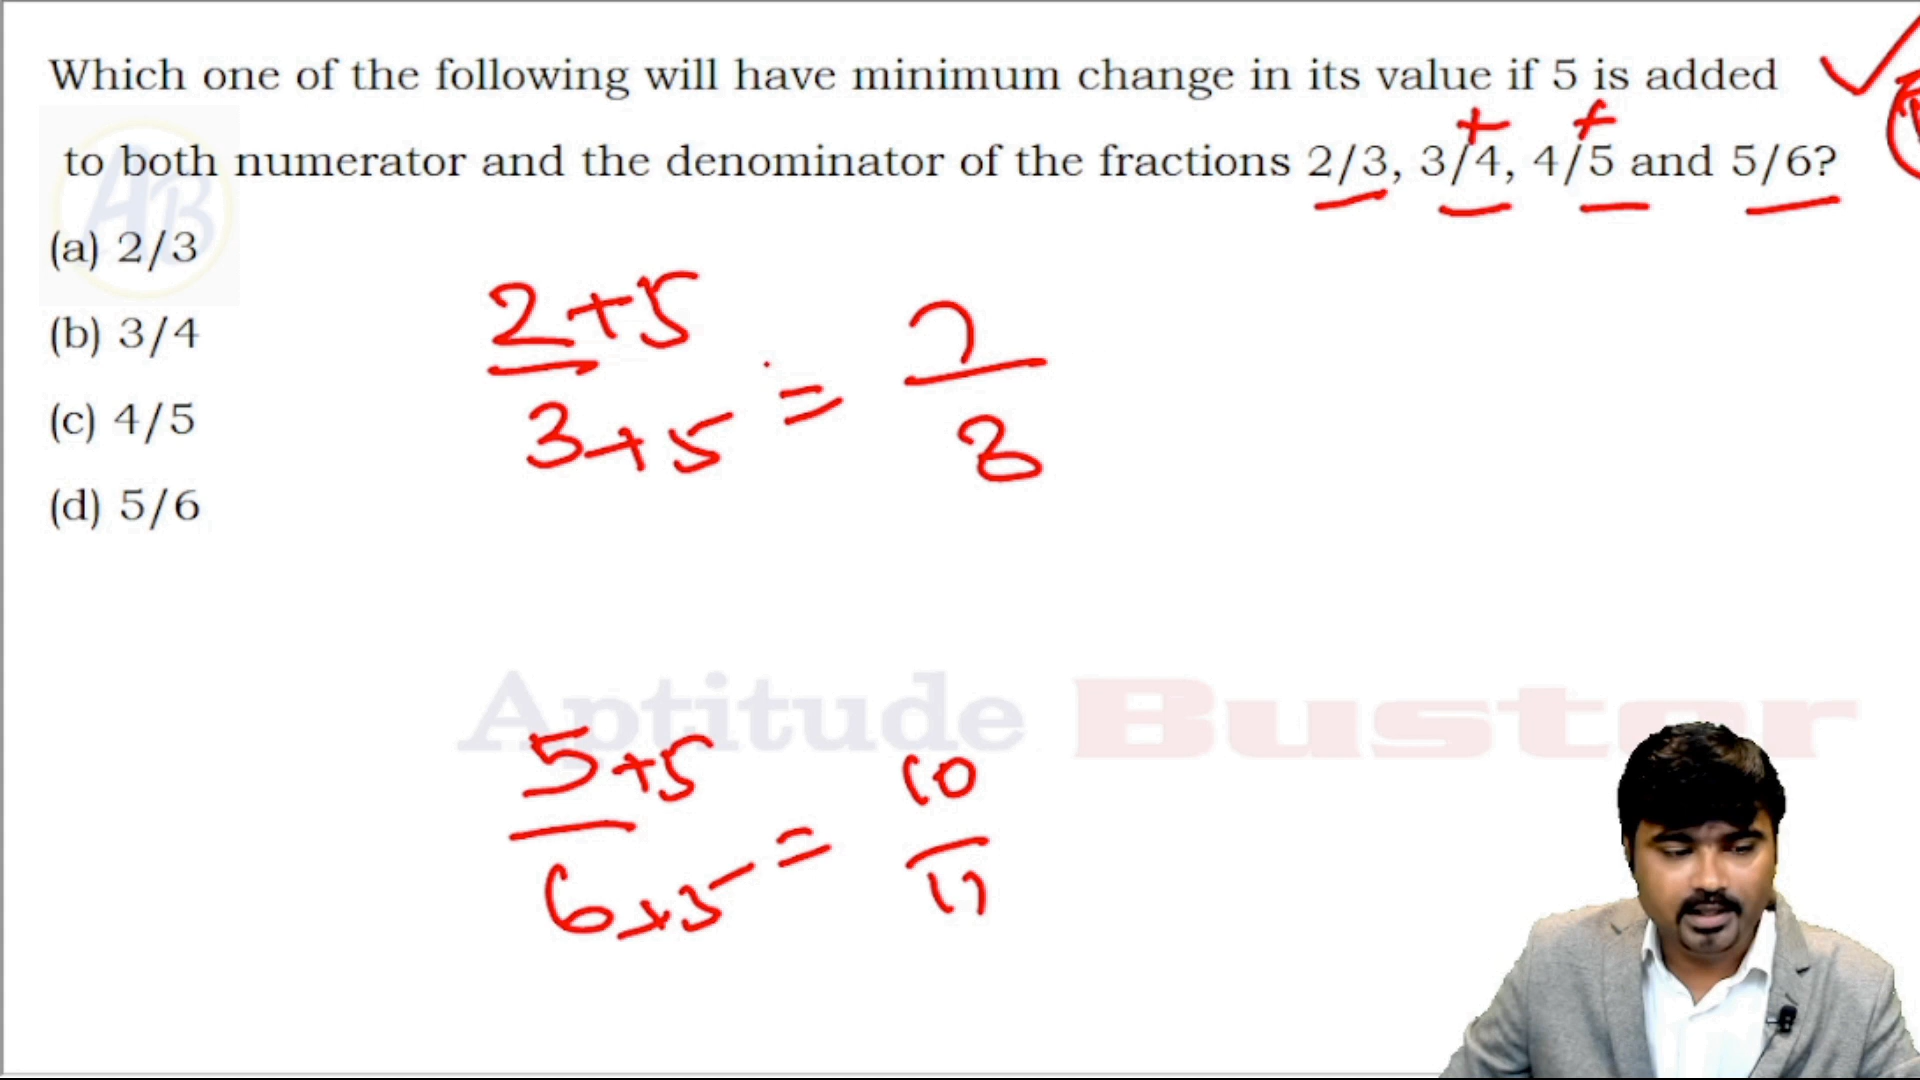 Which one of the following will have minimum change in its value if 5 is added
to both numerator and the denominator of the fractions 2/3, 3/4, 4/5 and 5/6?
AB
(a) 2/3
(b) 3/4
(c) 4/5
(d) 5/6
2+5
3+5
=
7
8
Aptitude Buster
5+5
6+5
=
10
11